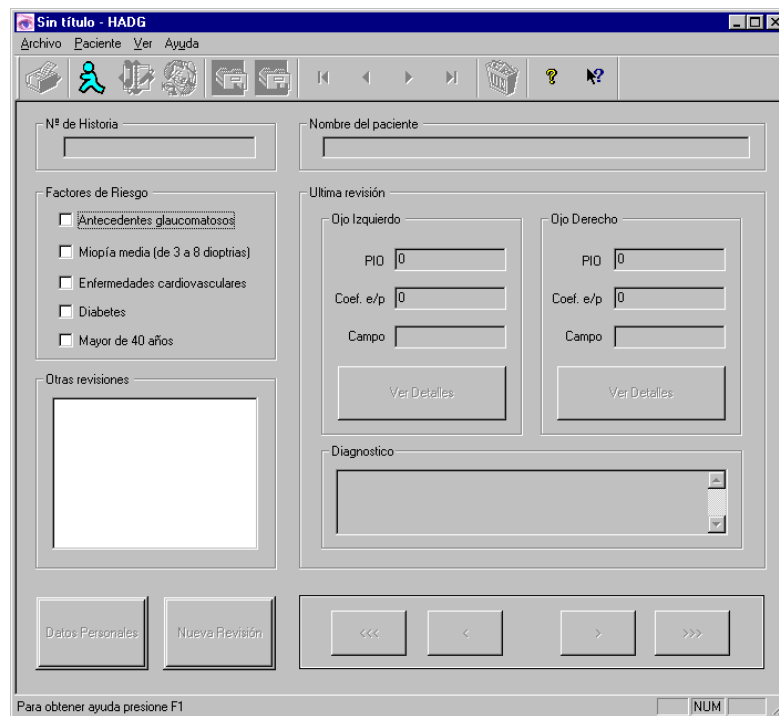 Sin título - HADG
Archivo Paciente Ver Ayuda
Nº de Historia
Nombre del paciente
Factores de Riesgo
Antecedentes glaucomatosos
Miopía media (de 3 a 8 dioptrias)
Enfermedades cardiovasculares
Diabetes
Mayor de 40 años
Otras revisiones
Ultima revisión
Ojo Izquierdo
PIO 0
Coef. e/p 0
Campo
Ver Detalles
Ojo Derecho
PIO 0
Coef. e/p 0
Campo
Ver Detalles
Diagnostico
Datos Personales
Nueva Revisión
<<< < > >>>
Para obtener ayuda presione F1
NUM